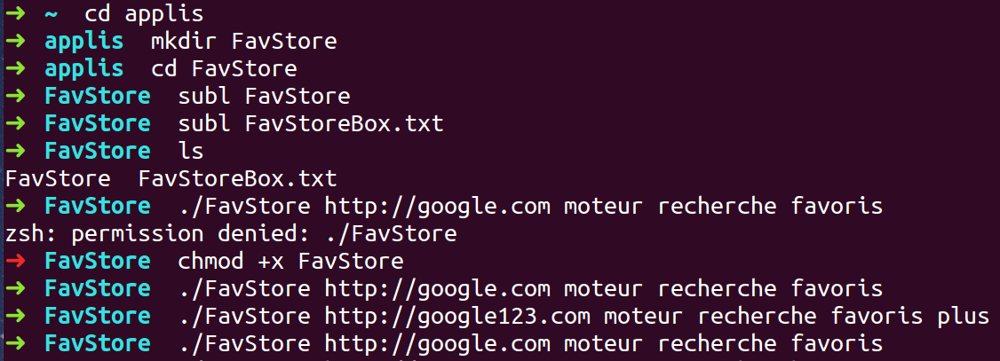 ➜ ~ cd applis
➜ applis mkdir FavStore
➜ applis cd FavStore
➜ FavStore subl FavStore
➜ FavStore subl FavStoreBox.txt
➜ FavStore ls
FavStore FavStoreBox.txt
➜ FavStore ./FavStore http://google.com moteur recherche favoris
zsh: permission denied: ./FavStore
➜ FavStore chmod +x FavStore
➜ FavStore ./FavStore http://google.com moteur recherche favoris
➜ FavStore ./FavStore http://google123.com moteur recherche favoris plus
➜ FavStore ./FavStore http://google.com moteur recherche favoris